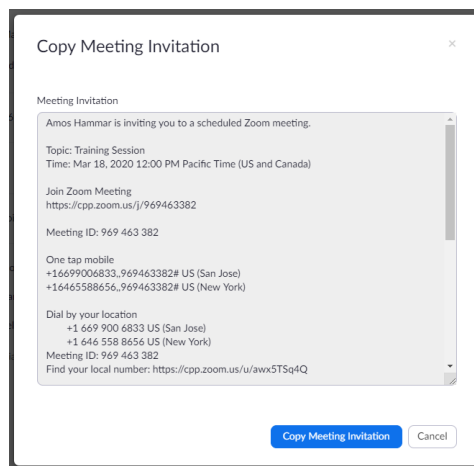 Copy Meeting Invitation
×
Meeting Invitation
Amos Hammar is inviting you to a scheduled Zoom meeting.
Topic: Training Session
Time: Mar 18, 2020 12:00 PM Pacific Time (US and Canada)
Join Zoom Meeting
https://cpp.zoom.us/j/969463382
Meeting ID: 969 463 382
One tap mobile
+16699006833,,969463382# US (San Jose)
+16465588656,,969463382# US (New York)
Dial by your location
+1 669 900 6833 US (San Jose)
+1 646 558 8656 US (New York)
Meeting ID: 969 463 382
Find your local number: https://cpp.zoom.us/u/awx5TSq4Q
Copy Meeting Invitation
Cancel